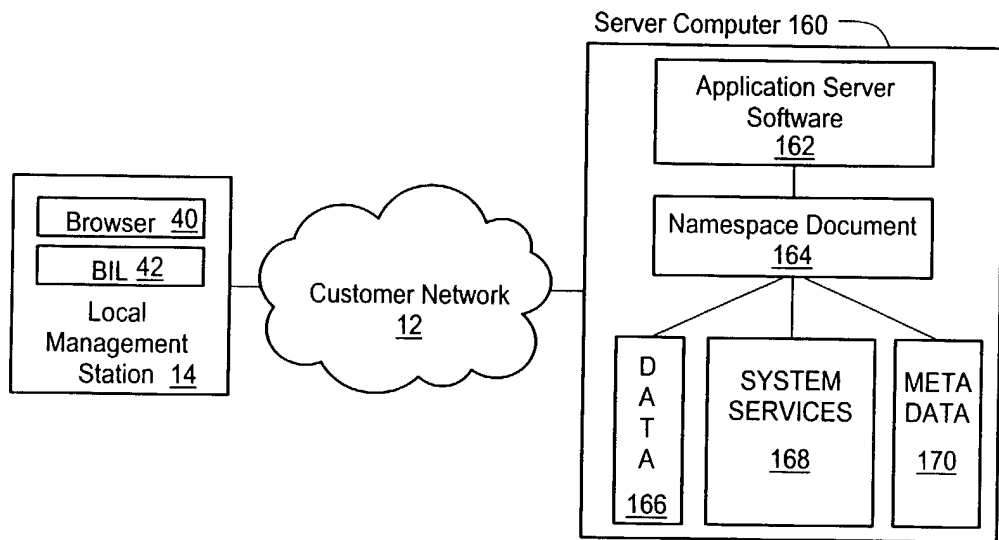 Server Computer 160
Application Server
Software
162
Namespace Document
164
Browser 40
BIL 42
Local
Management
Station 14
Customer Network
12
D
A
T
A
166
SYSTEM
SERVICES
168
META
DATA
170